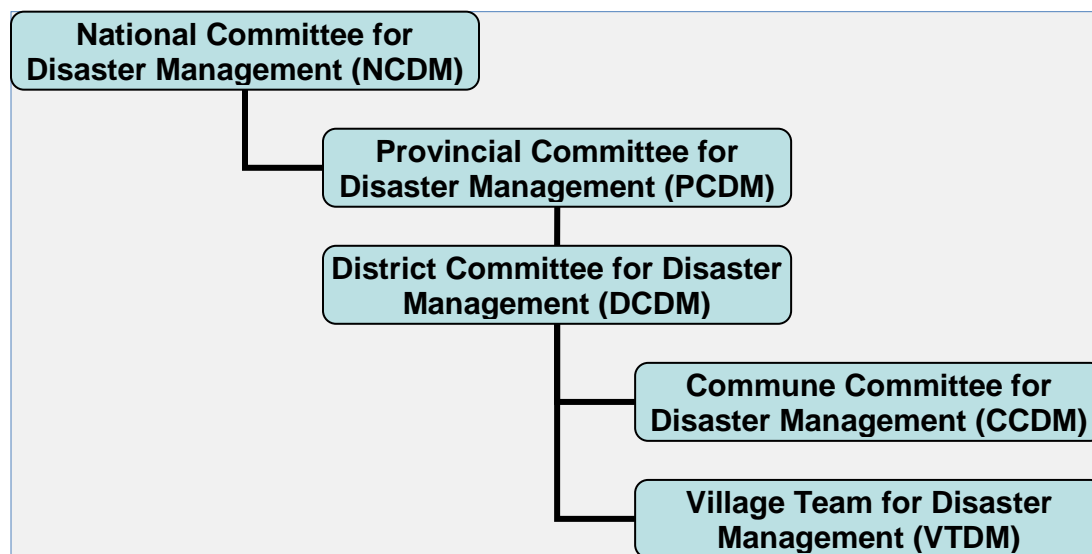 National Committee for
Disaster Management (NCDM)
Provincial Committee for
Disaster Management (PCDM)
District Committee for Disaster
Management (DCDM)
Commune Committee for
Disaster Management (CCDM)
Village Team for Disaster
Management (VTDM)